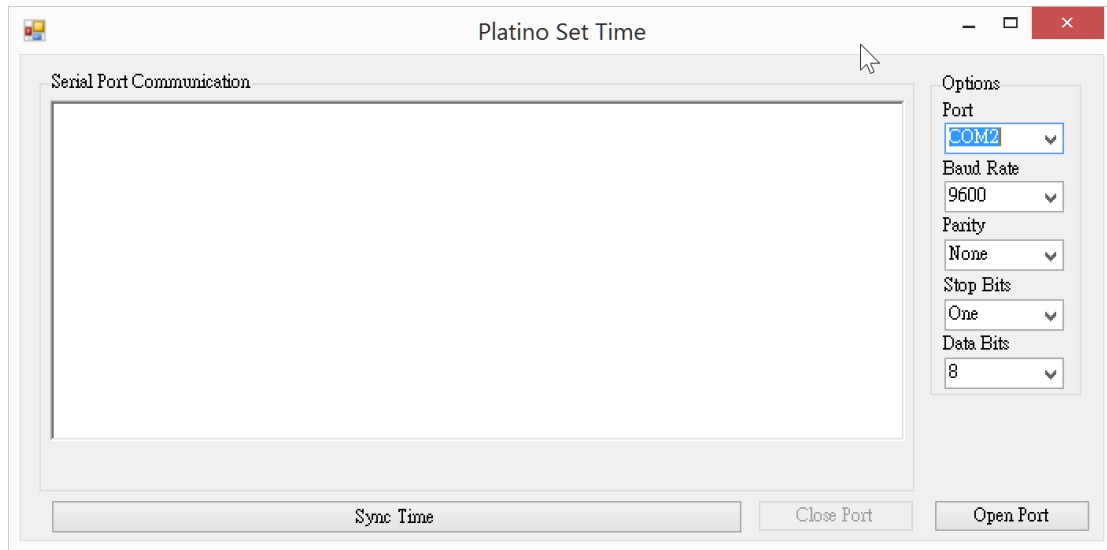 Platino Set Time
Serial Port Communication
Options
Port
COM2
Baud Rate
9600
Parity
None
Stop Bits
One
Data Bits
8
Sync Time
Close Port
Open Port